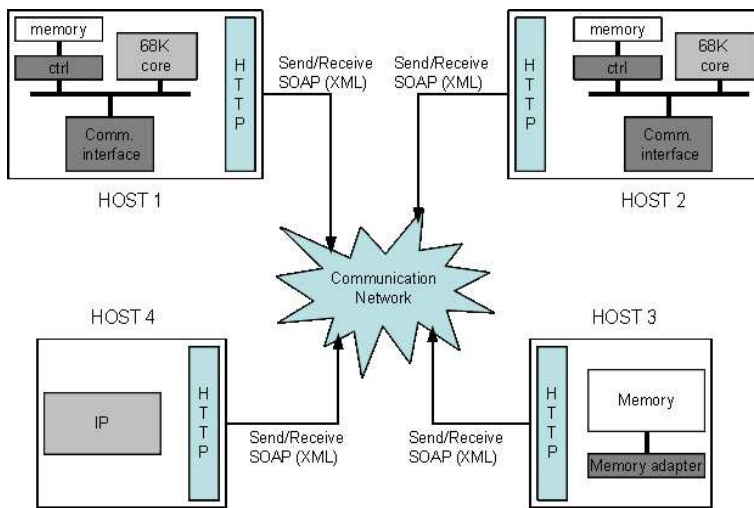 memory
ctrl
68K
core
Comm.
interface
H
T
T
P
HOST 1
Send/Receive
SOAP (XML)
Send/Receive
SOAP (XML)
H
T
T
P
memory
ctrl
68K
core
Comm.
interface
HOST 2
Communication
Network
HOST 4
IP
H
T
T
P
Send/Receive
SOAP (XML)
Send/Receive
SOAP (XML)
HOST 3
H
T
T
P
Memory
Memory adapter